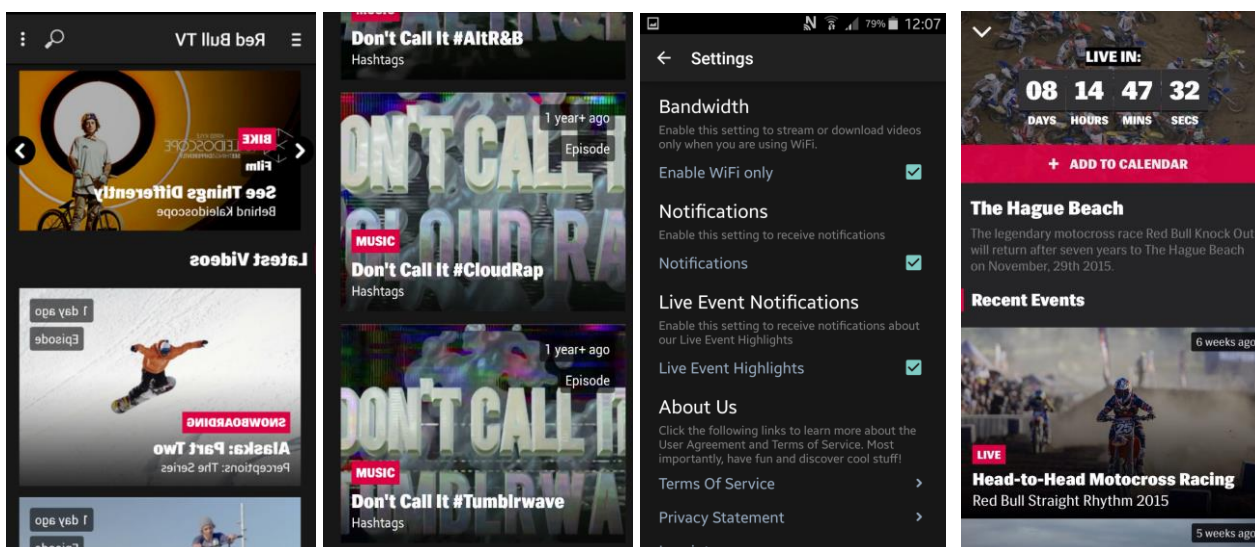 Red Bull TV
BIKE
Film
See Things Differently
Behind Kaleidoscope
Latest Videos
1 day ago
Episode
SNOWBOARDING
Alaska: Part Two
Perceptions: The Series
1 day ago
Episode
MUSIC
Don't Call It #AltR&B
Hashtags
1 year+ ago
Episode
MUSIC
Don't Call It #CloudRap
Hashtags
1 year+ ago
Episode
DON'T CALL IT
MUSIC
Don't Call It #Tumblrwave
Hashtags
79% 12:07
Settings
Bandwidth
Enable this setting to stream or download videos
only when you are using WiFi.
Enable WiFi only
Notifications
Enable this setting to receive notifications
Notifications
Live Event Notifications
Enable this setting to receive notifications about
our Live Event Highlights
Live Event Highlights
About Us
Click the following links to learn more about the
User Agreement and Terms of Service. Most
importantly, have fun and discover cool stuff!
Terms Of Service
Privacy Statement
LIVE IN:
08 14 47 32
DAYS HOURS MINS SECS
+ ADD TO CALENDAR
The Hague Beach
The legendary motocross race Red Bull Knock Out
will return after seven years to The Hague Beach
on November, 29th 2015.
Recent Events
6 weeks ago
LIVE
Head-to-Head Motocross Racing
Red Bull Straight Rhythm 2015
5 weeks ago